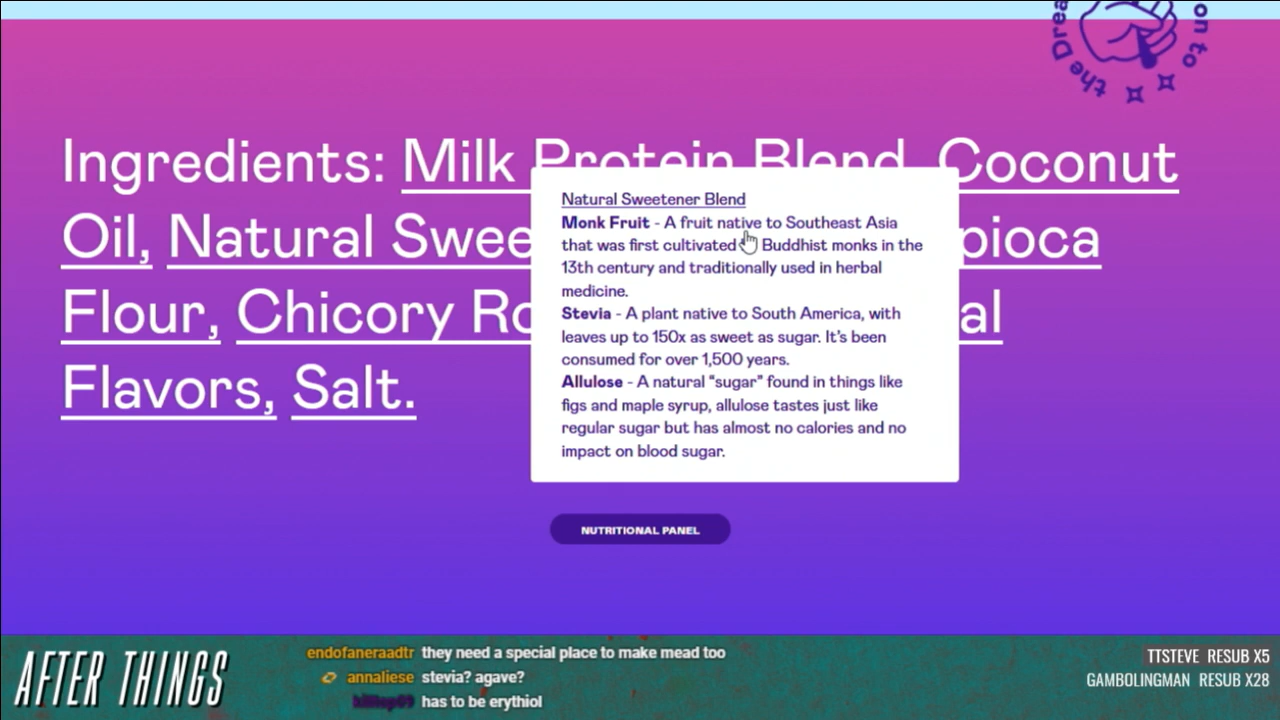 the Drea
on to
Ingredients: Milk Protein Blend, Coconut
Oil, Natural Swee pioca
Flour, Chicory Ro al
Flavors, Salt.
Natural Sweetener Blend
Monk Fruit - A fruit native to Southeast Asia
that was first cultivated Buddhist monks in the
13th century and traditionally used in herbal
medicine.
Stevia - A plant native to South America, with
leaves up to 150x as sweet as sugar. It's been
consumed for over 1,500 years.
Allulose - A natural “sugar” found in things like
figs and maple syrup, allulose tastes just like
regular sugar but has almost no calories and no
impact on blood sugar.
NUTRITIONAL PANEL
AFTER THINGS
endofaneraadtr they need a special place to make mead too
annaliese stevia? agave?
has to be erythiol
TTSTEVE RESUB X5
GAMBOLINGMAN RESUB X28